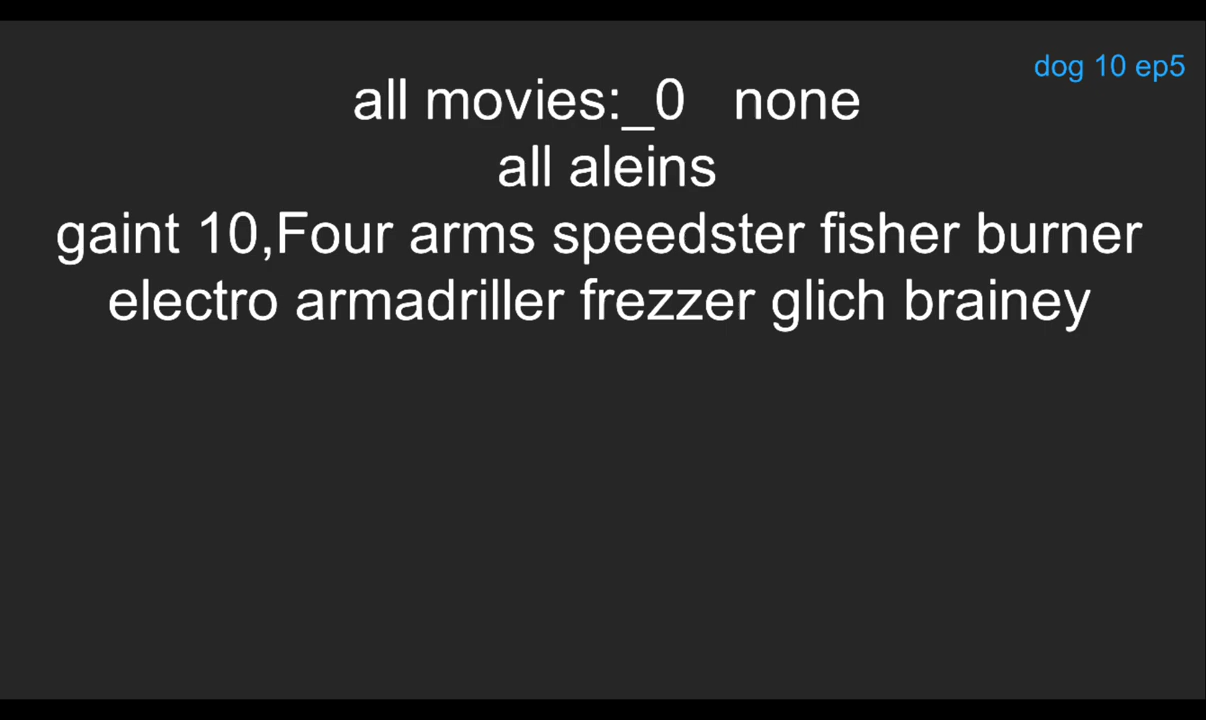 dog 10 ep5
all movies:_0 none
all aleins
gaint 10,Four arms speedster fisher burner
electro armadriller frezzer glich brainey